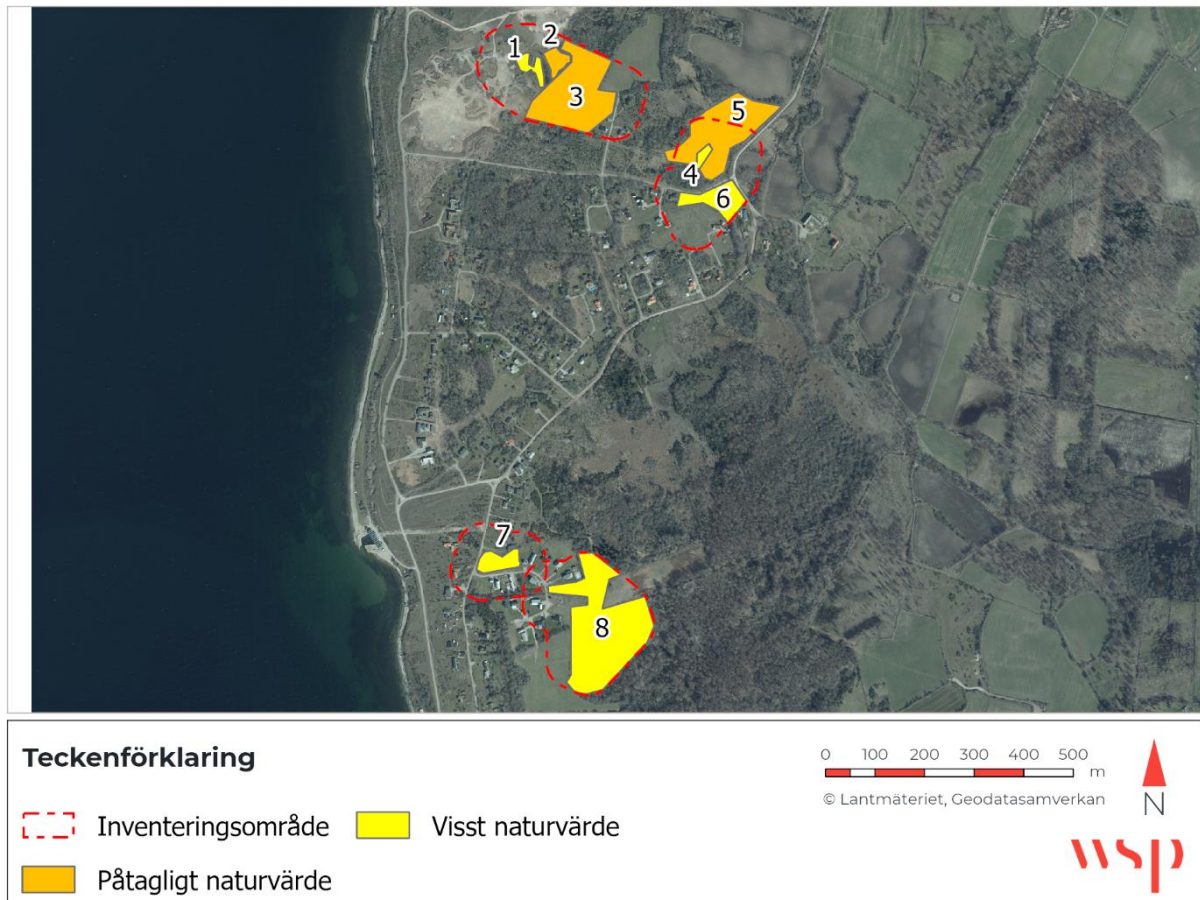 1
2
3
5
4
6
7
8
Teckenförklaring
0 100 200 300 400 500 m
© Lantmäteriet, Geodatasamverkan
N
Inventeringsområde
Visst naturvärde
Påtagligt naturvärde
wsp